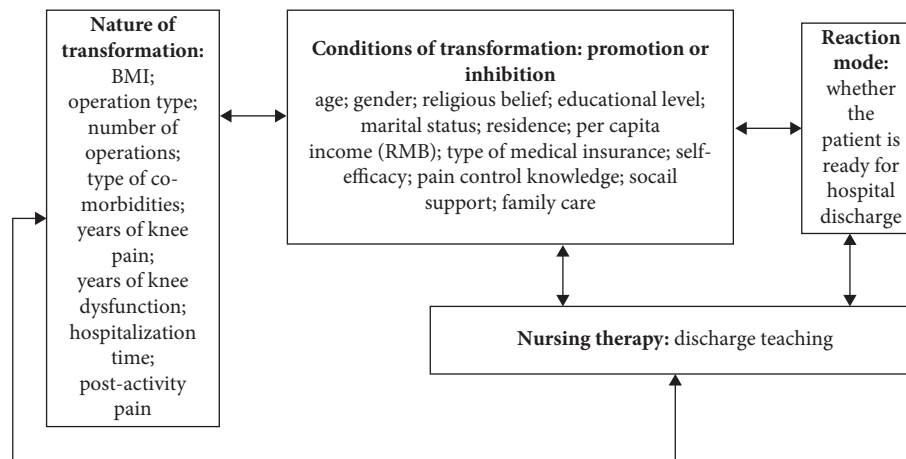 Nature of
transformation:
BMI;
operation type;
number of
operations;
type of co-
morbidities;
years of knee
pain;
years of knee
dysfunction;
hospitalization
time;
post-activity
pain
Conditions of transformation: promotion or
inhibition
age; gender; religious belief; educational level;
marital status; residence; per capita
income (RMB); type of medical insurance; self-
efficacy; pain control knowledge; socail
support; family care
Reaction
mode:
whether
the
patient is
ready for
hospital
discharge
Nursing therapy: discharge teaching